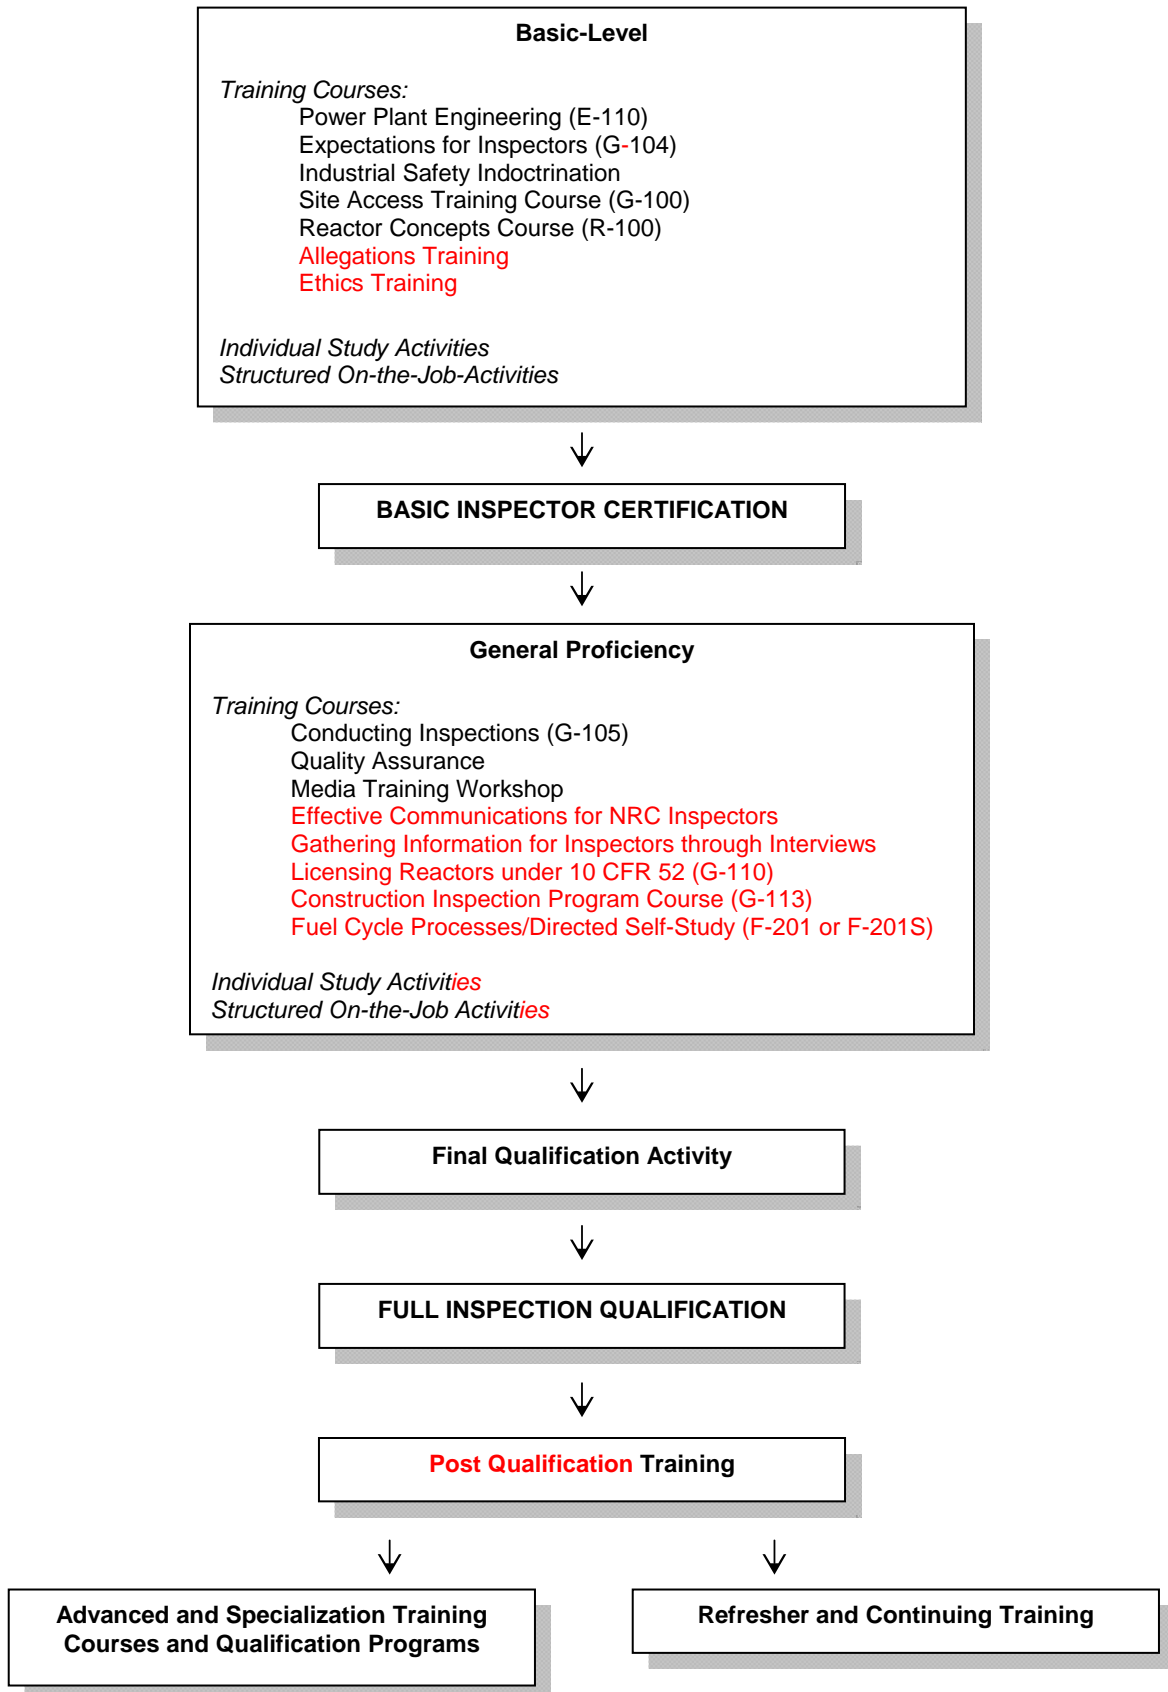 Basic-Level
Training Courses:
Power Plant Engineering (E-110)
Expectations for Inspectors (G-104)
Industrial Safety Indoctrination
Site Access Training Course (G-100)
Reactor Concepts Course (R-100)
Allegations Training
Ethics Training
Individual Study Activities
Structured On-the-Job-Activities
BASIC INSPECTOR CERTIFICATION
General Proficiency
Training Courses:
Conducting Inspections (G-105)
Quality Assurance
Media Training Workshop
Effective Communications for NRC Inspectors
Gathering Information for Inspectors through Interviews
Licensing Reactors under 10 CFR 52 (G-110)
Construction Inspection Program Course (G-113)
Fuel Cycle Processes/Directed Self-Study (F-201 or F-201S)
Individual Study Activities
Structured On-the-Job Activities
Final Qualification Activity
FULL INSPECTION QUALIFICATION
Post Qualification Training
Advanced and Specialization Training
Courses and Qualification Programs
Refresher and Continuing Training